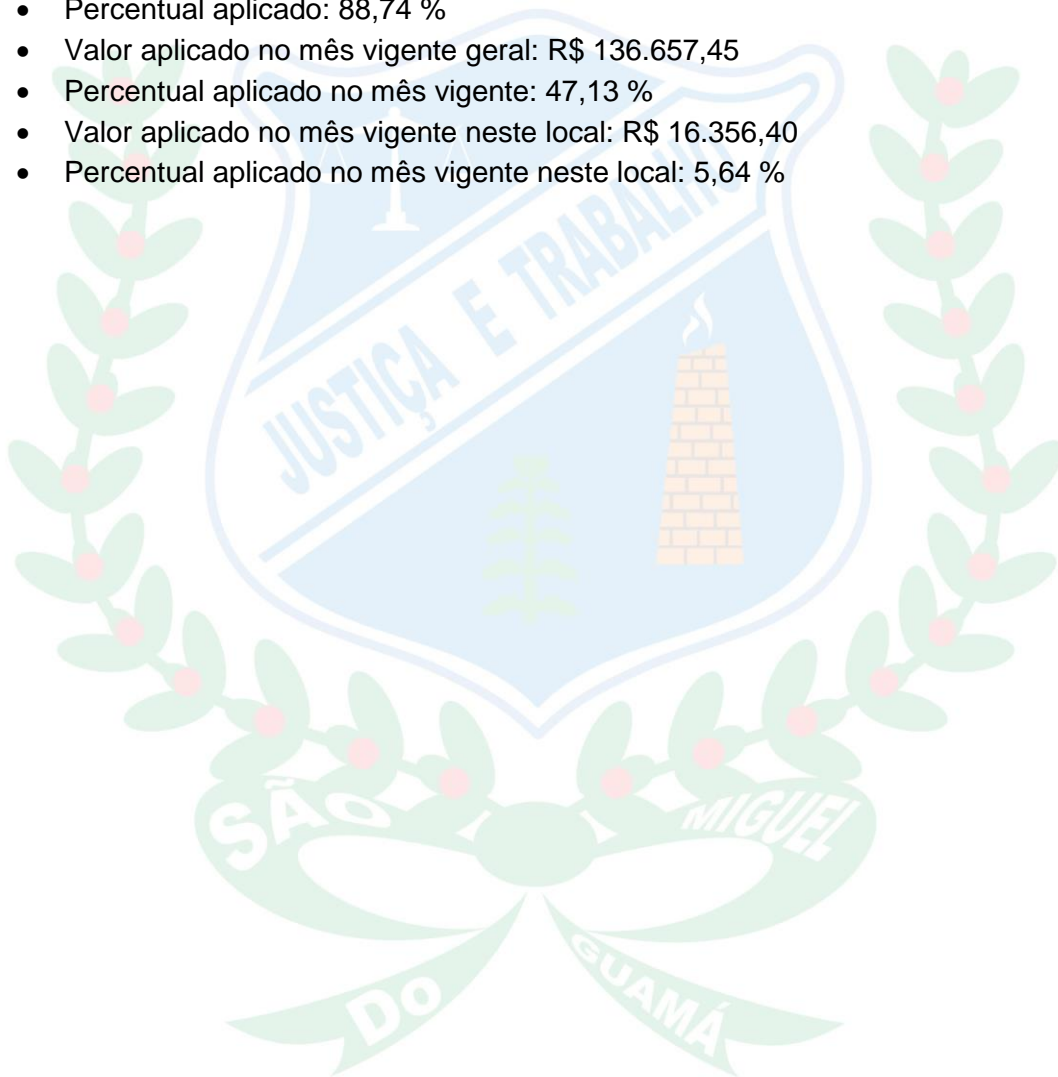 • Percentual aplicado: 88,74 %
• Valor aplicado no mês vigente geral: R$ 136.657,45
• Percentual aplicado no mês vigente: 47,13 %
• Valor aplicado no mês vigente neste local: R$ 16.356,40
• Percentual aplicado no mês vigente neste local: 5,64 %
JUSTIÇA E TRABALHO
SÃO MIGUEL
DO GUAMÁ